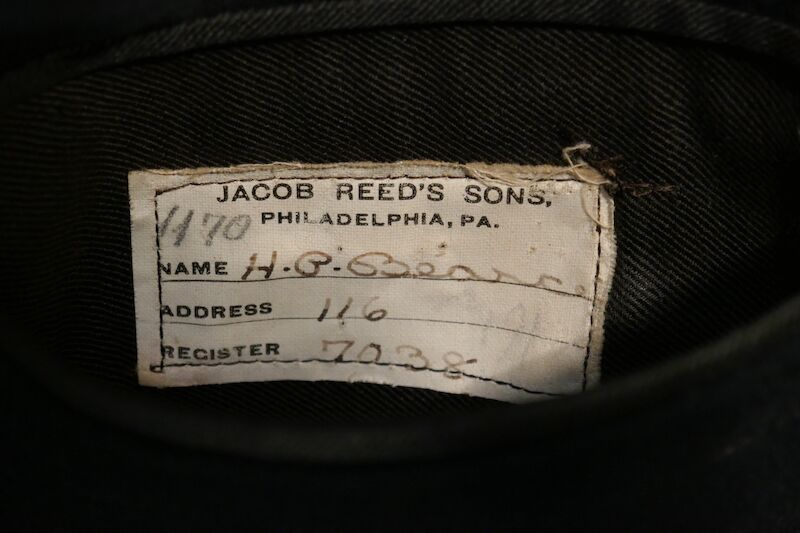 JACOB REED'S SONS,
PHILADELPHIA, PA.
1170
NAME H.P.
ADDRESS 116
REGISTER 7038